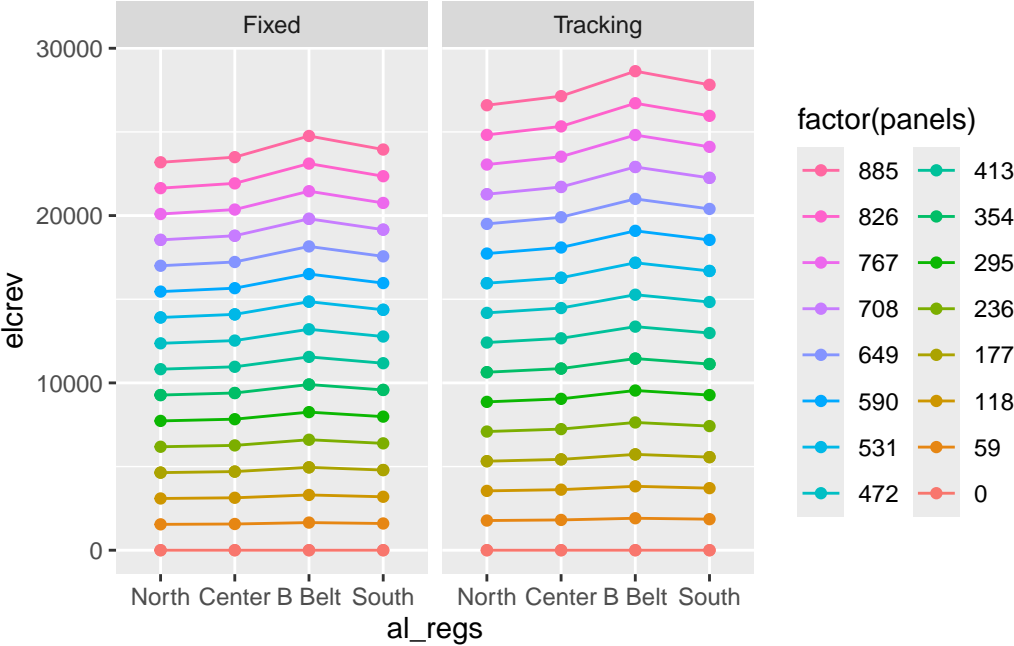 Fixed
Tracking
30000
20000
10000
0
elcrev
North Center B Belt South
North Center B Belt South
al_regs
factor(panels)
885
826
767
708
649
590
531
472
413
354
295
236
177
118
59
0